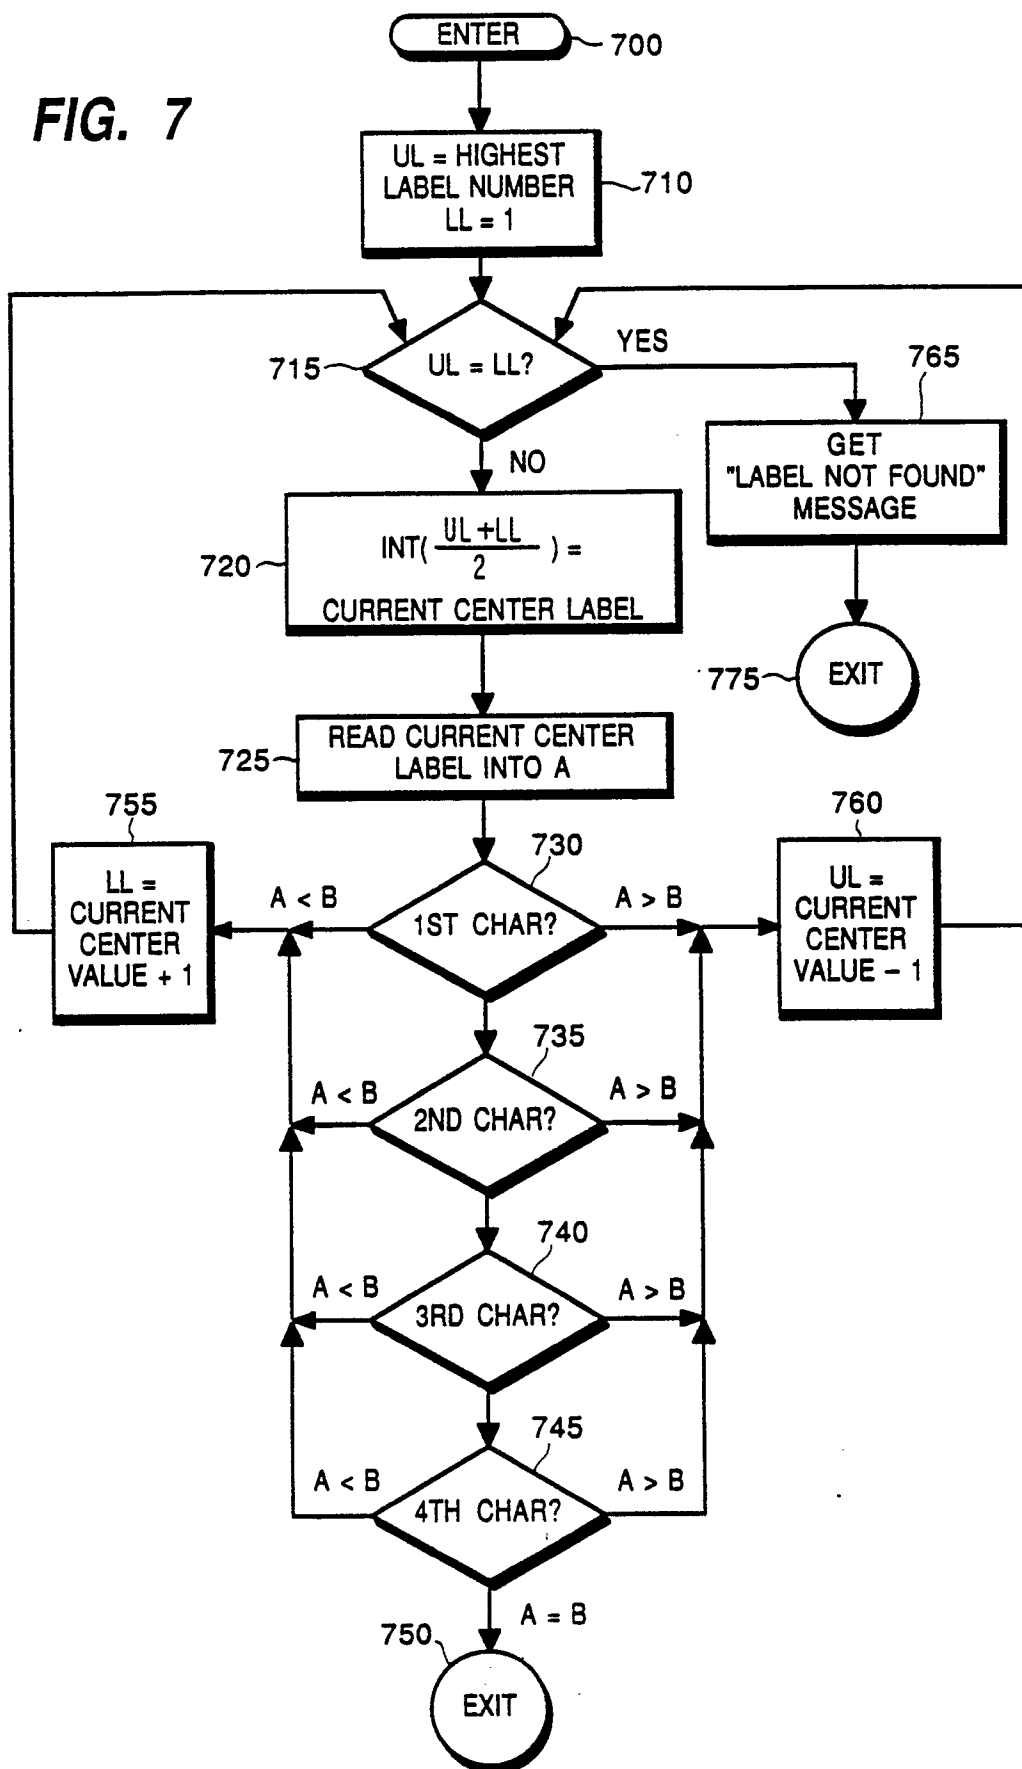 ENTER
700
FIG. 7
UL = HIGHEST
LABEL NUMBER
LL = 1
710
715
UL = LL?
YES
765
NO
GET
"LABEL NOT FOUND"
MESSAGE
720
INT( UL + LL / 2 ) =
CURRENT CENTER LABEL
775
EXIT
725
READ CURRENT CENTER
LABEL INTO A
755
730
760
LL =
CURRENT
CENTER
VALUE + 1
A < B
1ST CHAR?
A > B
UL =
CURRENT
CENTER
VALUE - 1
735
A < B
2ND CHAR?
A > B
740
A < B
3RD CHAR?
A > B
745
A < B
4TH CHAR?
A > B
A = B
750
EXIT